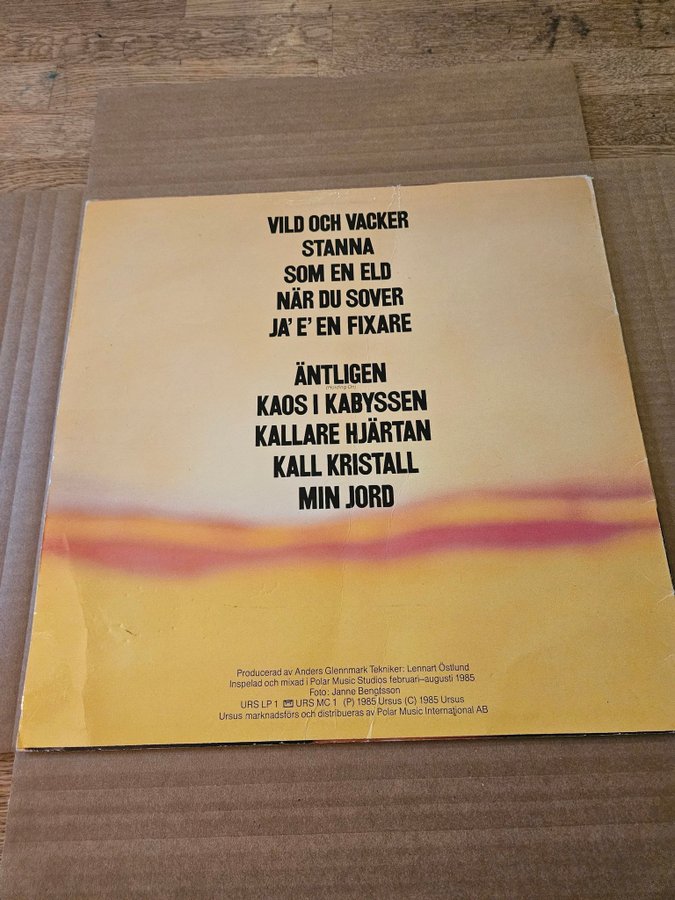 VILD OCH VACKER
STANNA
SOM EN ELD
NÄR DU SOVER
JA' E' EN FIXARE
ÄNTLIGEN
(Holding On)
KAOS I KABYSSEN
KALLARE HJÄRTAN
KALL KRISTALL
MIN JORD
Producerad av Anders Glennmark Tekniker: Lennart Östlund
Inspelad och mixad i Polar Music Studios februari–augusti 1985
Foto: Janne Bengtsson
URS LP 1 URS MC 1 (P) 1985 Ursus (C) 1985 Ursus
Ursus marknadsförs och distribueras av Polar Music International AB